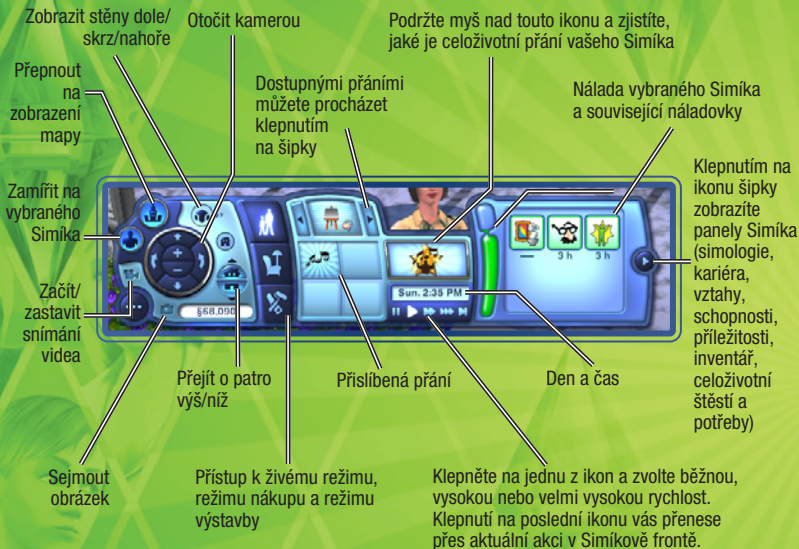 Zobrazit stěny dole/
skrz/nahoře
Otočit kamerou
Podržte myš nad touto ikonu a zjistíte,
jaké je celoživotní přání vašeho Simíka
Přepnout
na
zobrazení
mapy
Dostupnými přáními
můžete procházet
klepnutím
na šipky
Nálada vybraného Simíka
a související náladovky
Zamířit na
vybraného
Simíka
Klepnutím na
ikonu šipky
zobrazíte
panely Simíka
(simologie,
kariéra,
vztahy,
schopnosti,
příležitosti,
inventář,
celoživotní
štěstí a
potřeby)
3 h
3 h
Sun. 2:35 PM
§68.090
Začít/
zastavit
snímání
videa
Přejít o patro
výš/níž
Přislíbená přání
Den a čas
Sejmout
obrázek
Přístup k živému režimu,
režimu nákupu a režimu
výstavby
Klepněte na jednu z ikon a zvolte běžnou,
vysokou nebo velmi vysokou rychlost.
Klepnutí na poslední ikonu vás přenese
přes aktuální akci v Simíkově frontě.